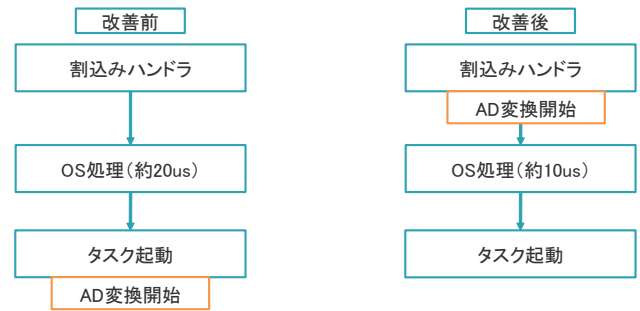 改善前
割込みハンドラ
OS処理（約20us）
タスク起動
AD変換開始
改善後
割込みハンドラ
AD変換開始
OS処理（約10us）
タスク起動